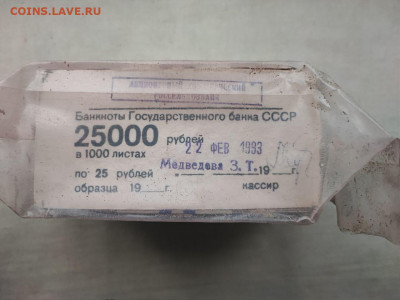 COINS.LAVE.RU
Банкноты Государственного банка СССР
25000 рублей
в 1000 листах
22 ФЕВ 1993
Медведева З. Т. 19 г.
по 25 рублей
образца 19 г. кассир